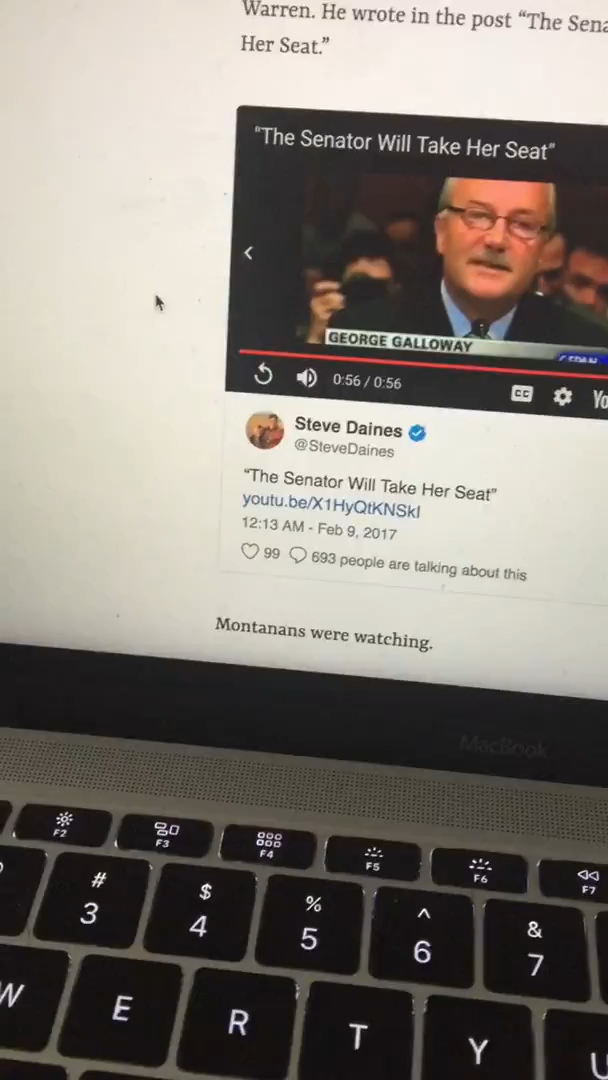 Warren. He wrote in the post “The
Her Seat.”
"The Senator Will Take Her Seat"
GEORGE GALLOWAY
0:56 / 0:56
CC
Steve Daines
@SteveDaines
“The Senator Will Take Her Seat”
youtu.be/X1HyQtKNSkI
12:13 AM - Feb 9, 2017
99 693 people are talking about this
Montanans were watching.
MacBook
F2 F3 F4 F5 F6 F7
# $ % ^ &
3 4 5 6 7
W E R T Y U